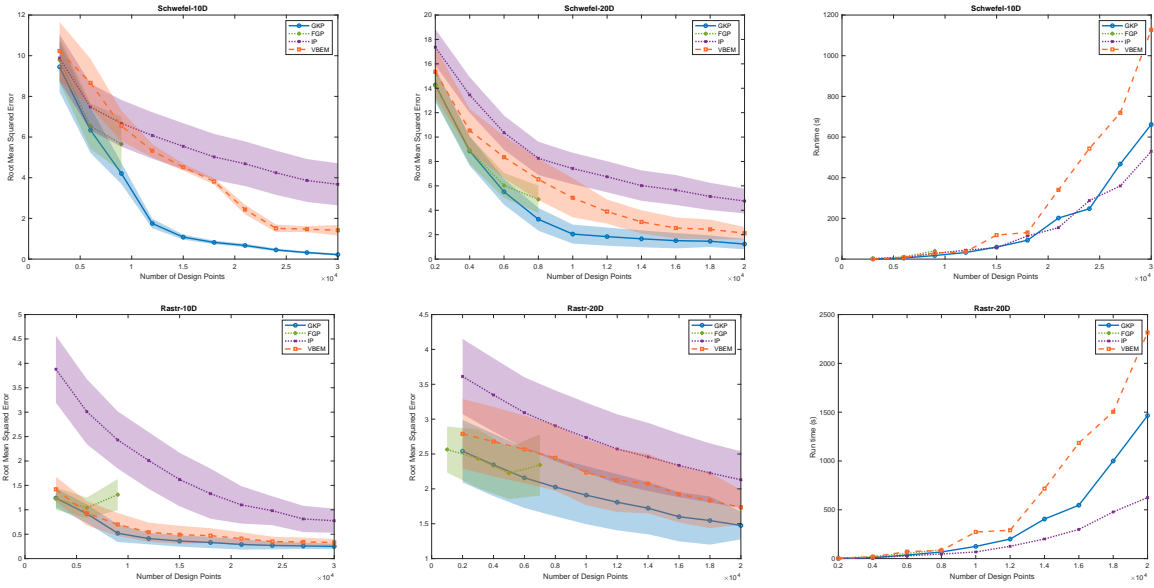 Schwefel-10D
Root Mean Squared Error
12
10
8
6
4
2
0
0
0.5
1
1.5
2
2.5
3
×10⁴
Number of Design Points
GKP
FGP
IP
VBEM
Schwefel-20D
Root Mean Squared Error
20
18
16
14
12
10
8
6
4
2
0
0.2
0.4
0.6
0.8
1
1.2
1.4
1.6
1.8
2
×10⁴
Number of Design Points
GKP
FGP
IP
VBEM
Schwefel-10D
Runtime (s)
1200
1000
800
600
400
200
0
0
0.5
1
1.5
2
2.5
3
×10⁴
Number of Design Points
GKP
FGP
IP
VBEM
Rastr-10D
Root Mean Squared Error
5
4.5
4
3.5
3
2.5
2
1.5
1
0.5
0
0
0.5
1
1.5
2
2.5
3
×10⁴
Number of Design Points
GKP
FGP
IP
VBEM
Rastr-20D
Root Mean Squared Error
4.5
4
3.5
3
2.5
2
1.5
1
0
0.2
0.4
0.6
0.8
1
1.2
1.4
1.6
1.8
2
×10⁴
Number of Design Points
GKP
FGP
IP
VBEM
Rastr-20D
Run time (s)
2500
2000
1500
1000
500
0
0.2
0.4
0.6
0.8
1
1.2
1.4
1.6
1.8
2
×10⁴
Number of Design Points
GKP
FGP
IP
VBEM